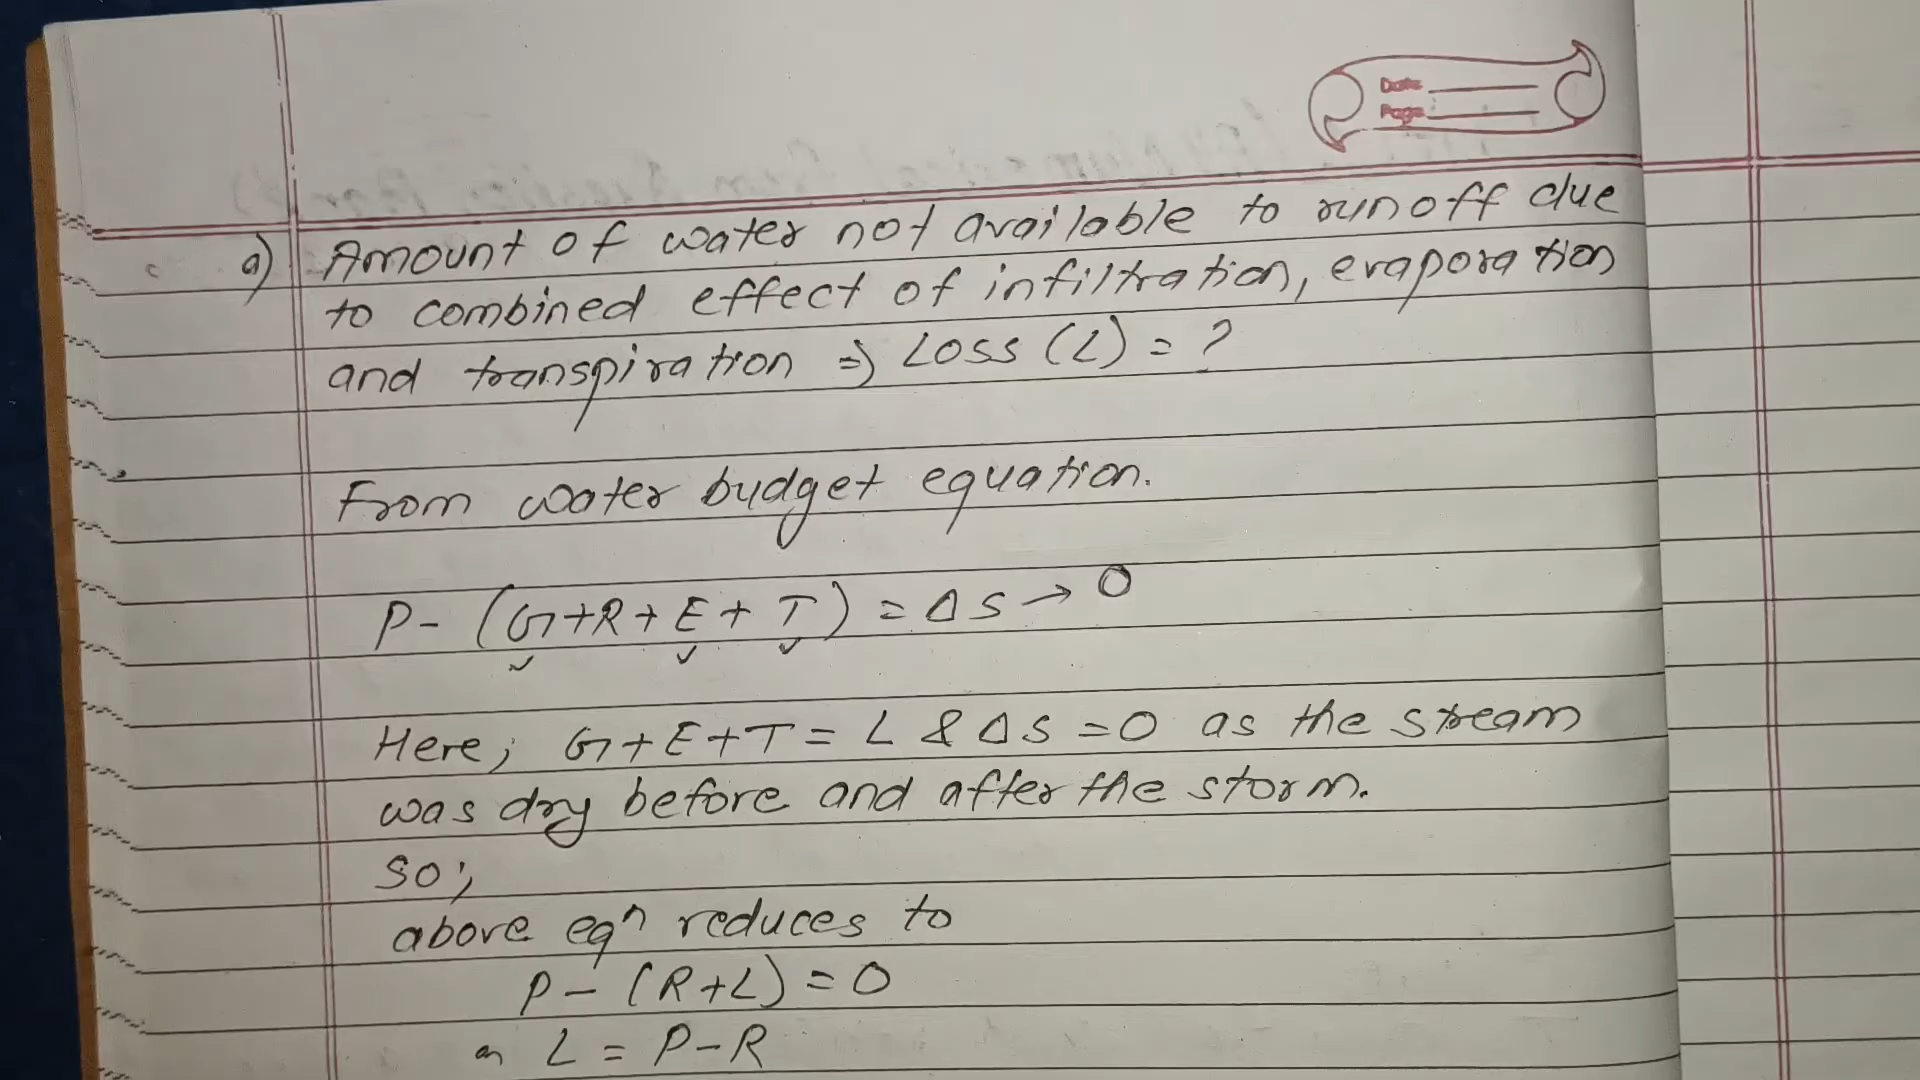 Date
Page
a) Amount of water not available to runoff due
to combined effect of infiltration, evaporation
and transpiration ⇒ Loss (L) = ?
From water budget equation.
P - (G+R+E+T) = ΔS → 0
Here; G+E+T = L & ΔS = 0 as the stream
was dry before and after the storm.
so;
above eqⁿ reduces to
P - (R+L) = 0
or L = P-R